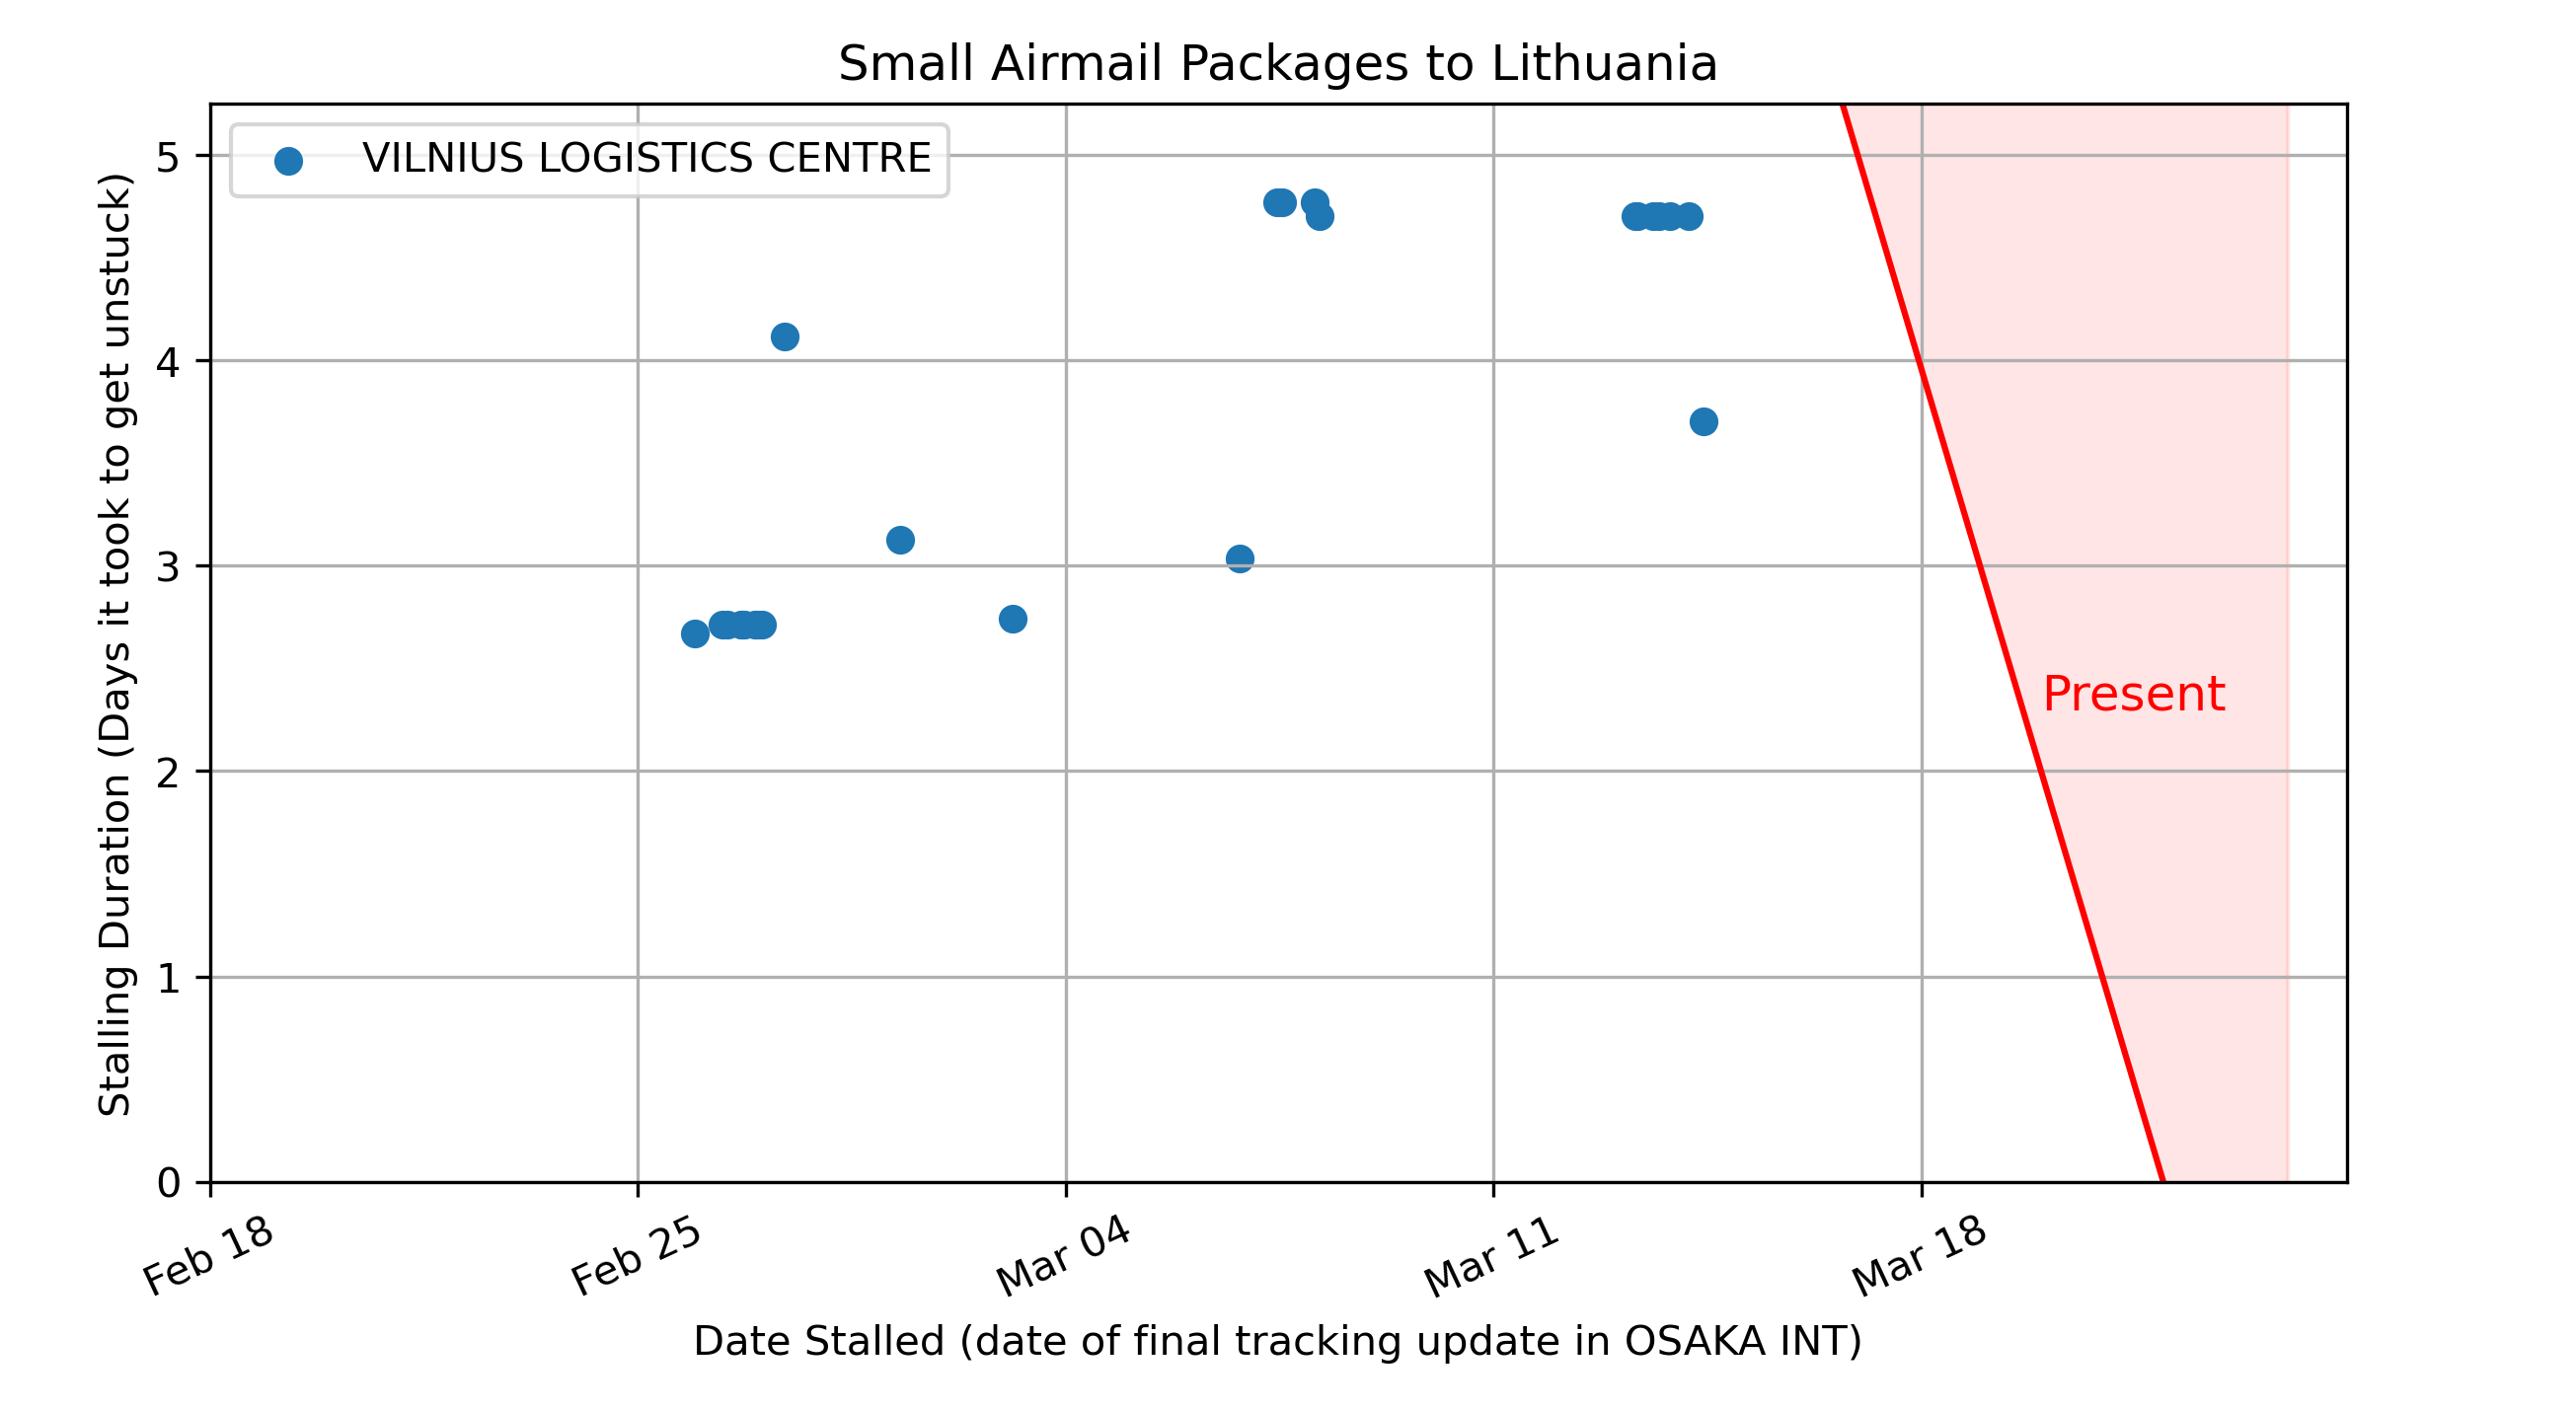 Small Airmail Packages to Lithuania
VILNIUS LOGISTICS CENTRE
Stalling Duration (Days it took to get unstuck)
5
4
3
2
1
0
Present
Feb 18
Feb 25
Mar 04
Mar 11
Mar 18
Date Stalled (date of final tracking update in OSAKA INT)